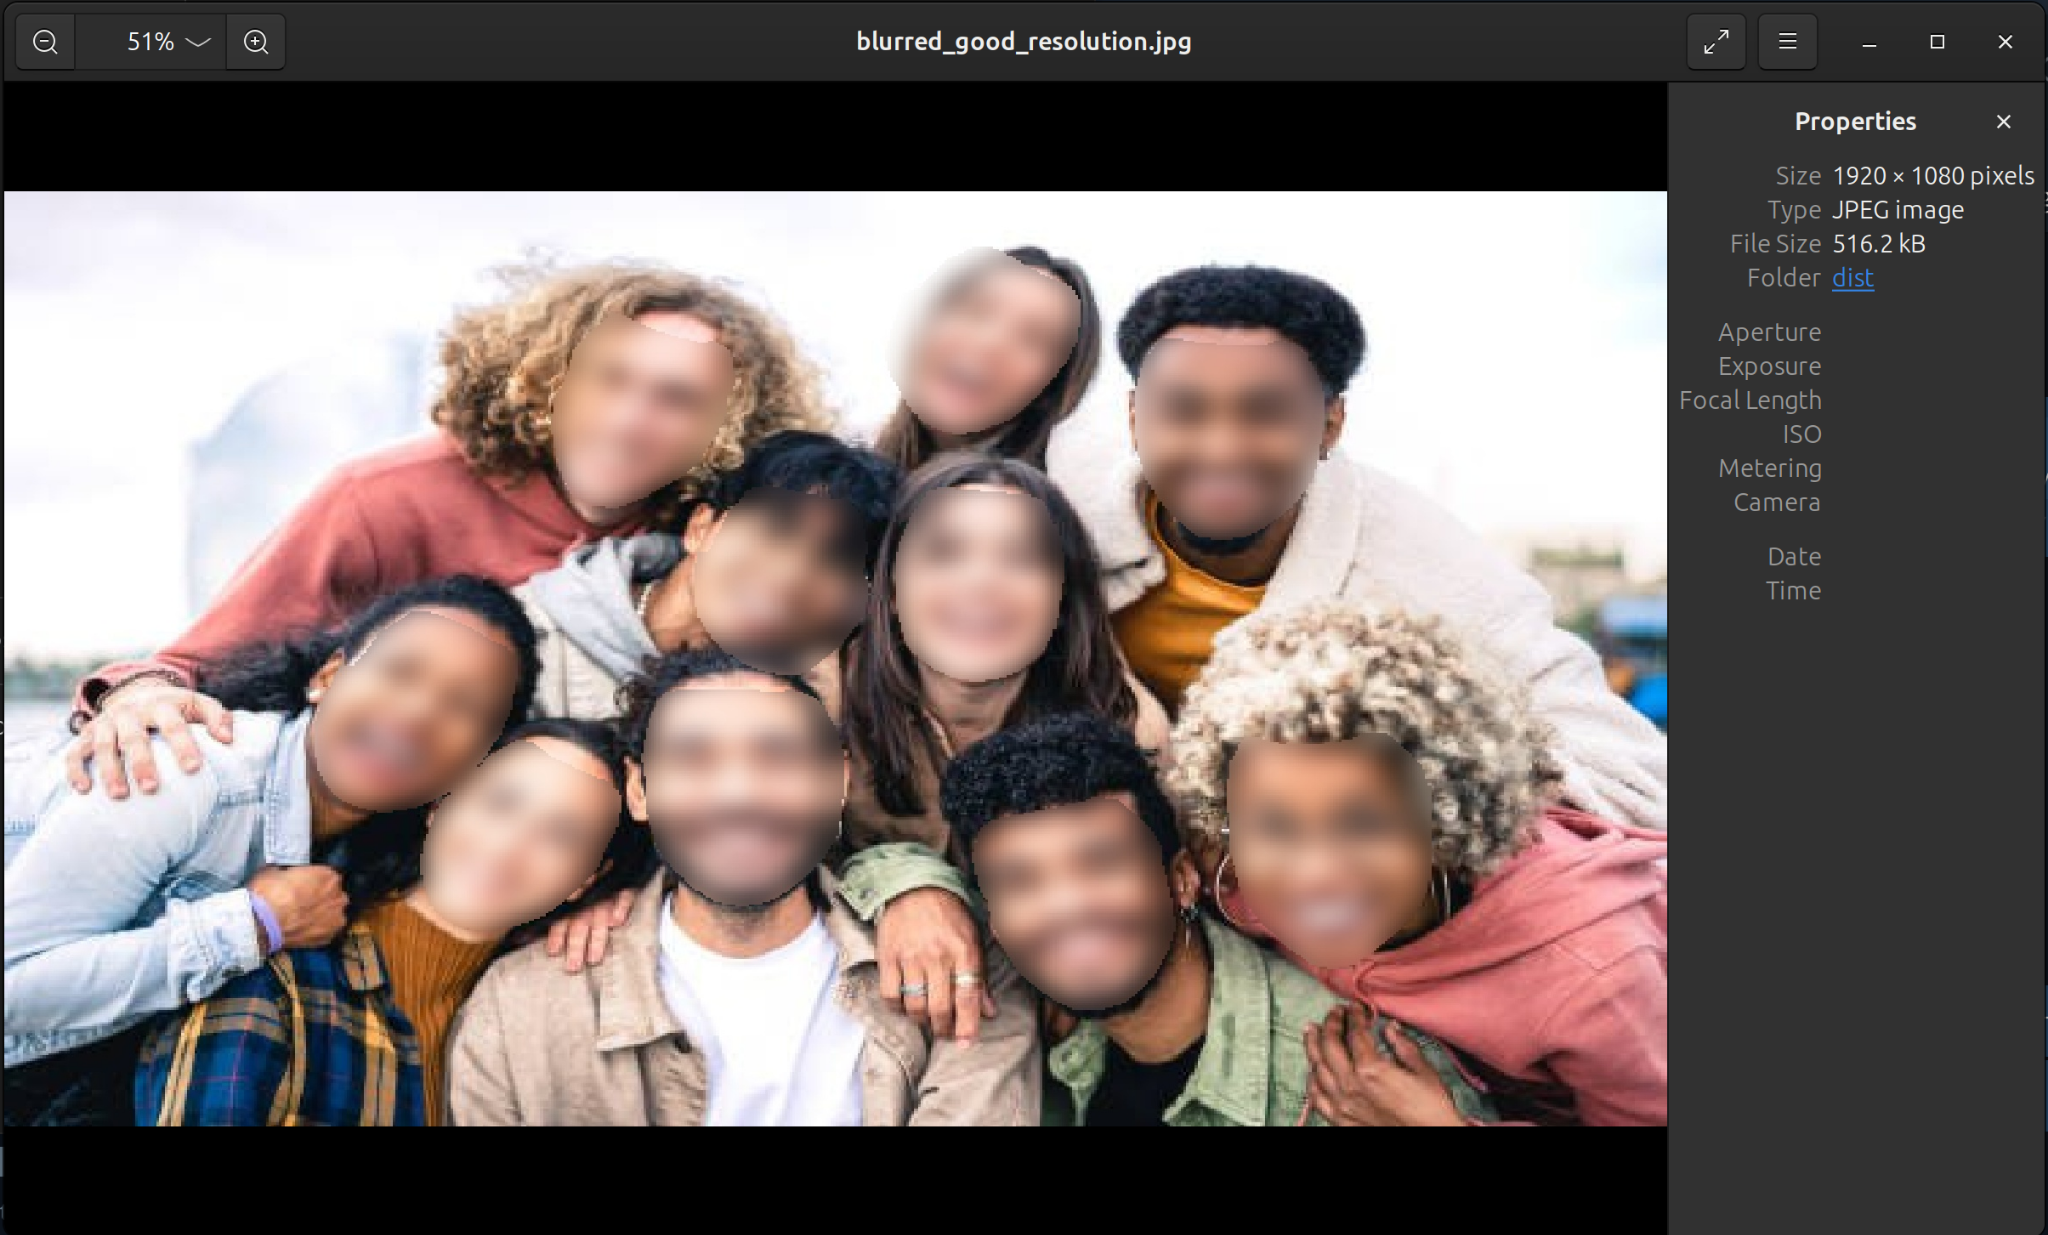 51%
blurred_good_resolution.jpg
Properties
Size 1920 × 1080 pixels
Type JPEG image
File Size 516.2 kB
Folder dist
Aperture
Exposure
Focal Length
ISO
Metering
Camera
Date
Time